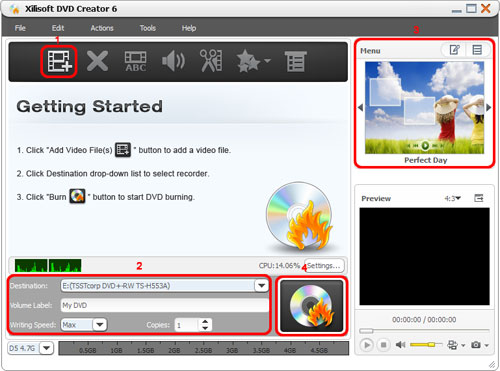 Xilisoft DVD Creator 6
File Edit Actions Tools Help
1
3
ABC
Menu
Getting Started
1. Click "Add Video File(s) " button to add a video file.
2. Click Destination drop-down list to select recorder.
3. Click "Burn " button to start DVD burning.
Perfect Day
Preview 4:3
CPU:14.06% Settings...
2
4
Destination: E:(TSSTcorp DVD+-RW TS-H553A)
Volume Label: My DVD
Writing Speed: Max Copies: 1
00:00:00 / 00:00:00
D5 4.7G 0.5GB 1GB 1.5GB 2GB 2.5GB 3GB 3.5GB 4GB 4.5GB